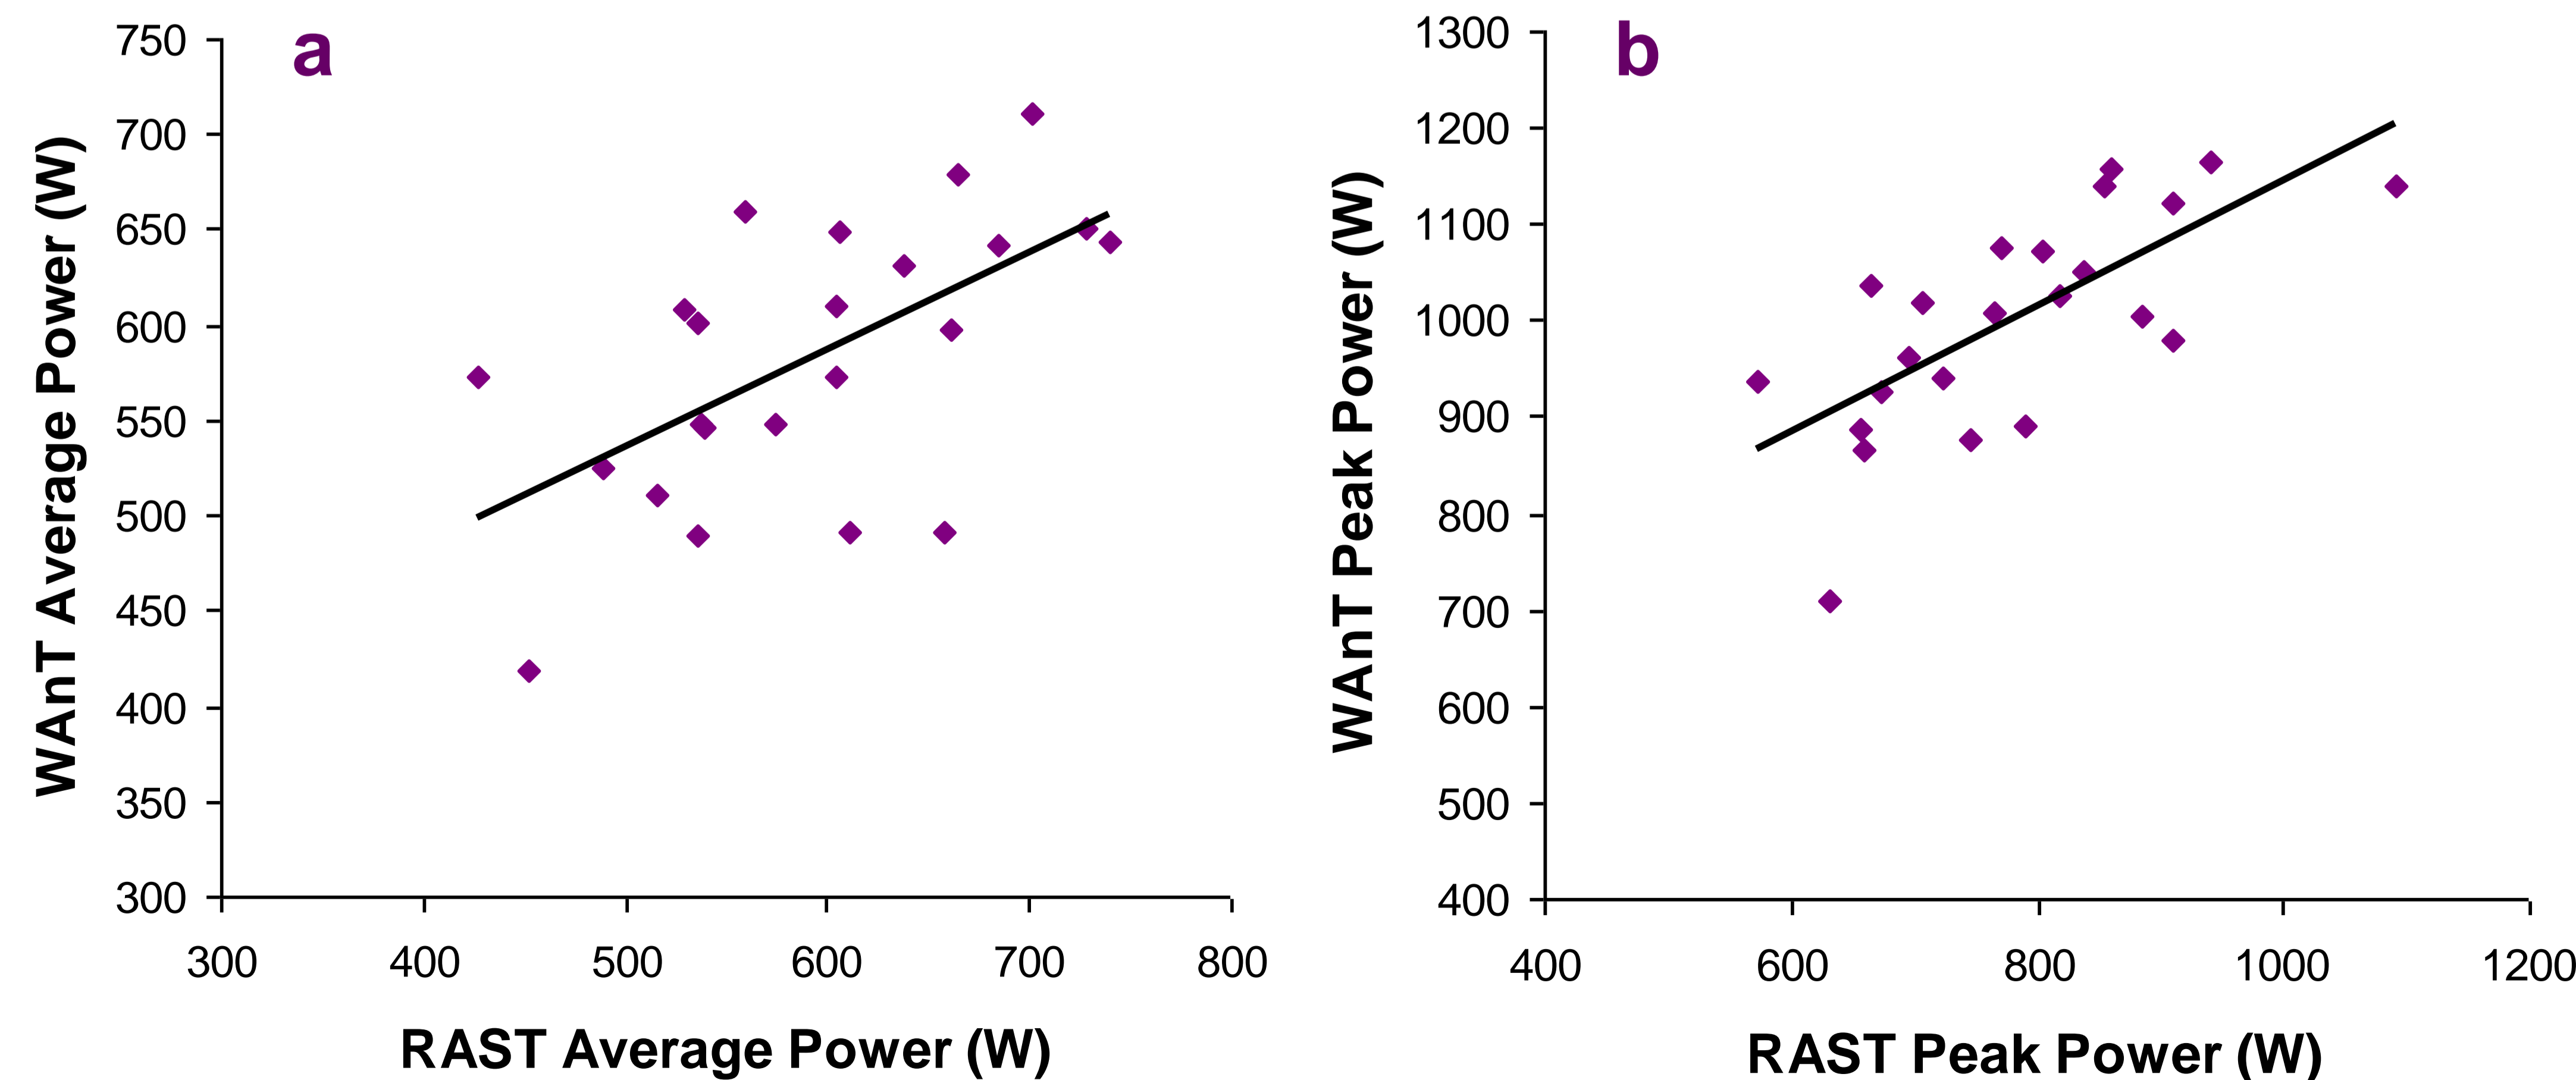 a
WAnT Average Power (W)
750
700
650
600
550
500
450
400
350
300
300 400 500 600 700 800
RAST Average Power (W)
b
WAnT Peak Power (W)
1300
1200
1100
1000
900
800
700
600
500
400
400 600 800 1000 1200
RAST Peak Power (W)